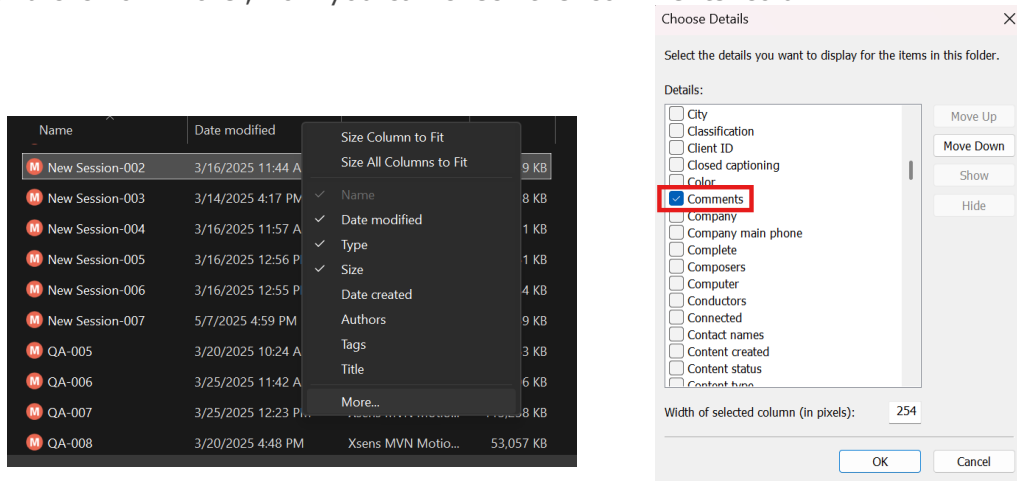 Name Date modified
New Session-002 3/16/2025 11:44 A 9 KB
New Session-003 3/14/2025 4:17 PM 8 KB
New Session-004 3/16/2025 11:57 A 1 KB
New Session-005 3/16/2025 12:56 P 1 KB
New Session-006 3/16/2025 12:55 P 4 KB
New Session-007 5/7/2025 4:59 PM 9 KB
QA-005 3/20/2025 10:24 A 3 KB
QA-006 3/25/2025 11:42 A 6 KB
QA-007 3/25/2025 12:23 P 8 KB
QA-008 3/20/2025 4:48 PM Xsens MVN Motio... 53,057 KB
Size Column to Fit
Size All Columns to Fit
Name
Date modified
Type
Size
Date created
Authors
Tags
Title
More...
Choose Details
Select the details you want to display for the items in this folder.
Details:
City
Classification
Client ID
Closed captioning
Color
Comments
Company
Company main phone
Complete
Composers
Computer
Conductors
Connected
Contact names
Content created
Content status
Content type
Move Up
Move Down
Show
Hide
Width of selected column (in pixels): 254
OK Cancel